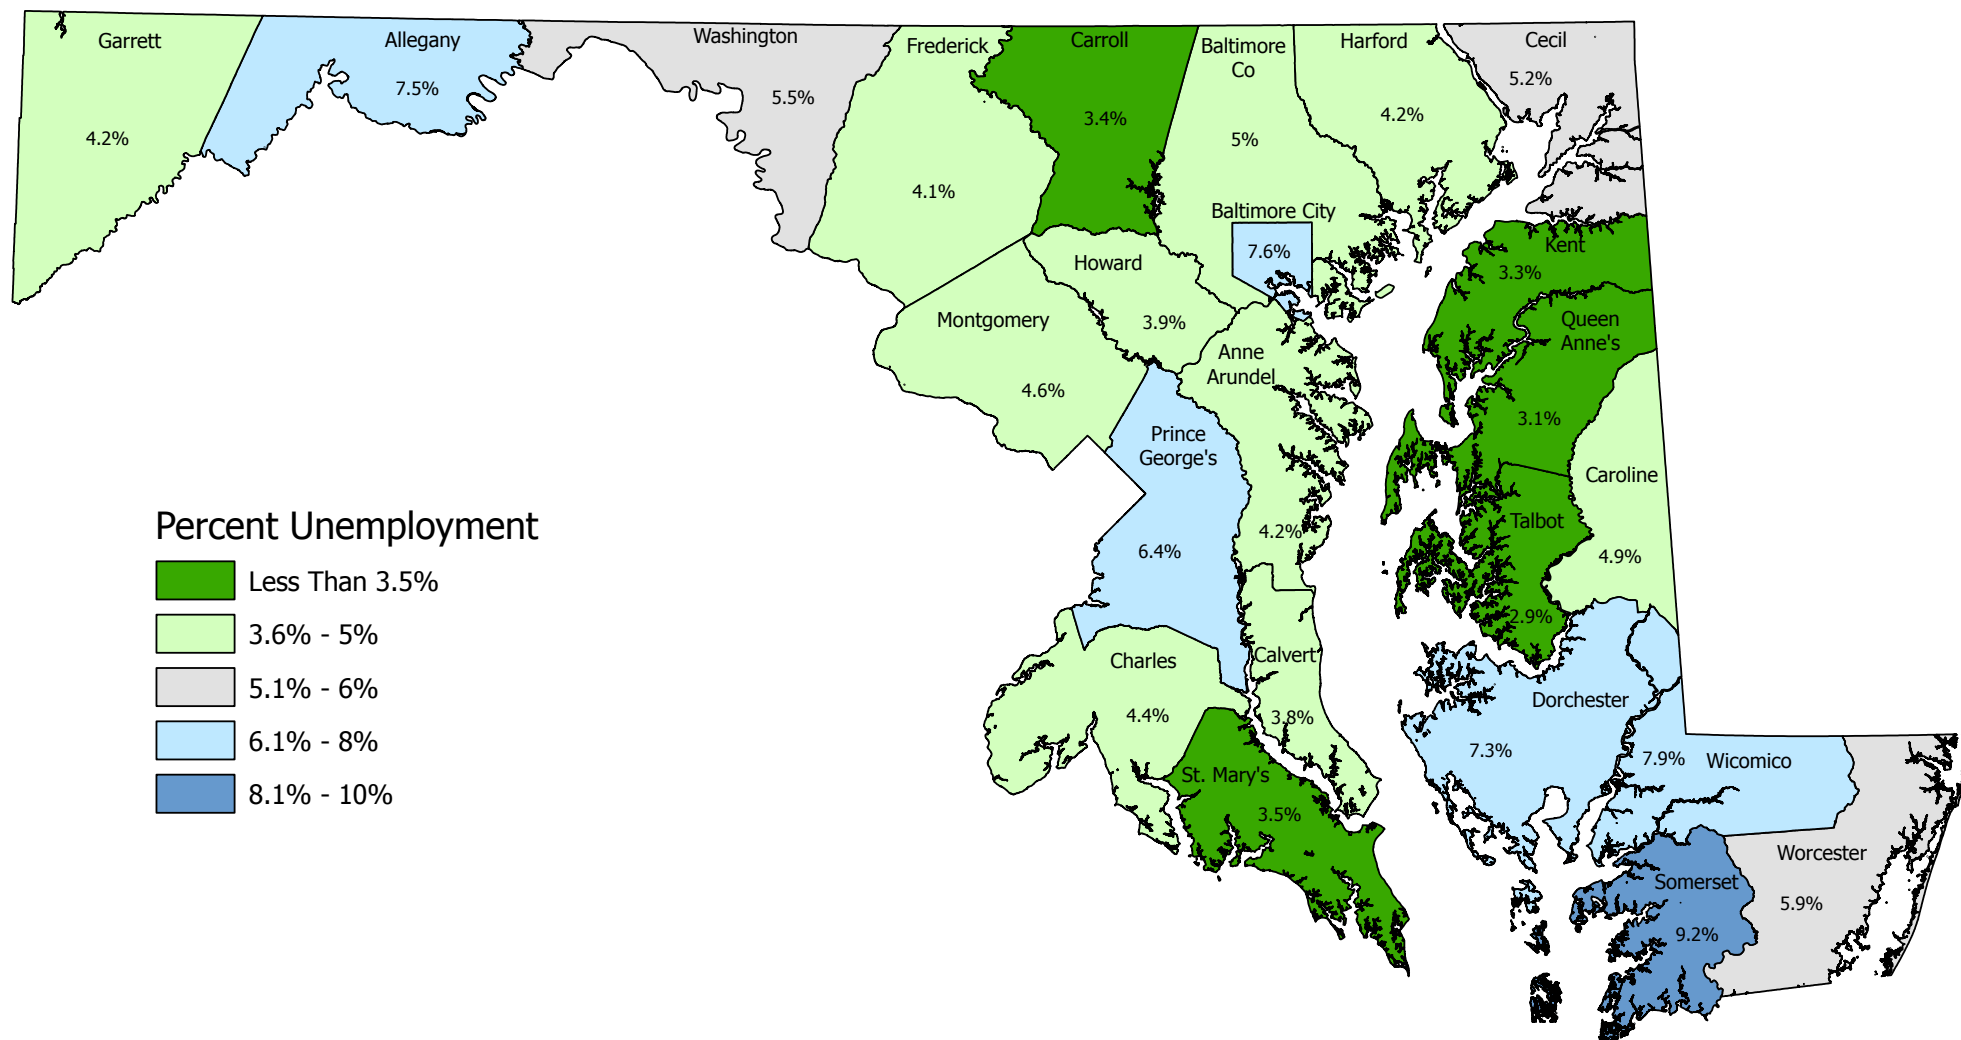 Garrett
4.2%
Allegany
7.5%
Washington
5.5%
Frederick
4.1%
Carroll
3.4%
Baltimore
Co
5%
Harford
4.2%
Cecil
5.2%
Baltimore City
7.6%
Kent
3.3%
Howard
3.9%
Montgomery
4.6%
Anne
Arundel
4.2%
Queen
Anne's
3.1%
Prince
George's
6.4%
Caroline
4.9%
Talbot
2.9%
Percent Unemployment
Less Than 3.5%
3.6% - 5%
5.1% - 6%
6.1% - 8%
8.1% - 10%
Charles
4.4%
Calvert
3.8%
St. Mary's
3.5%
Dorchester
7.3%
Wicomico
7.9%
Worcester
5.9%
Somerset
9.2%